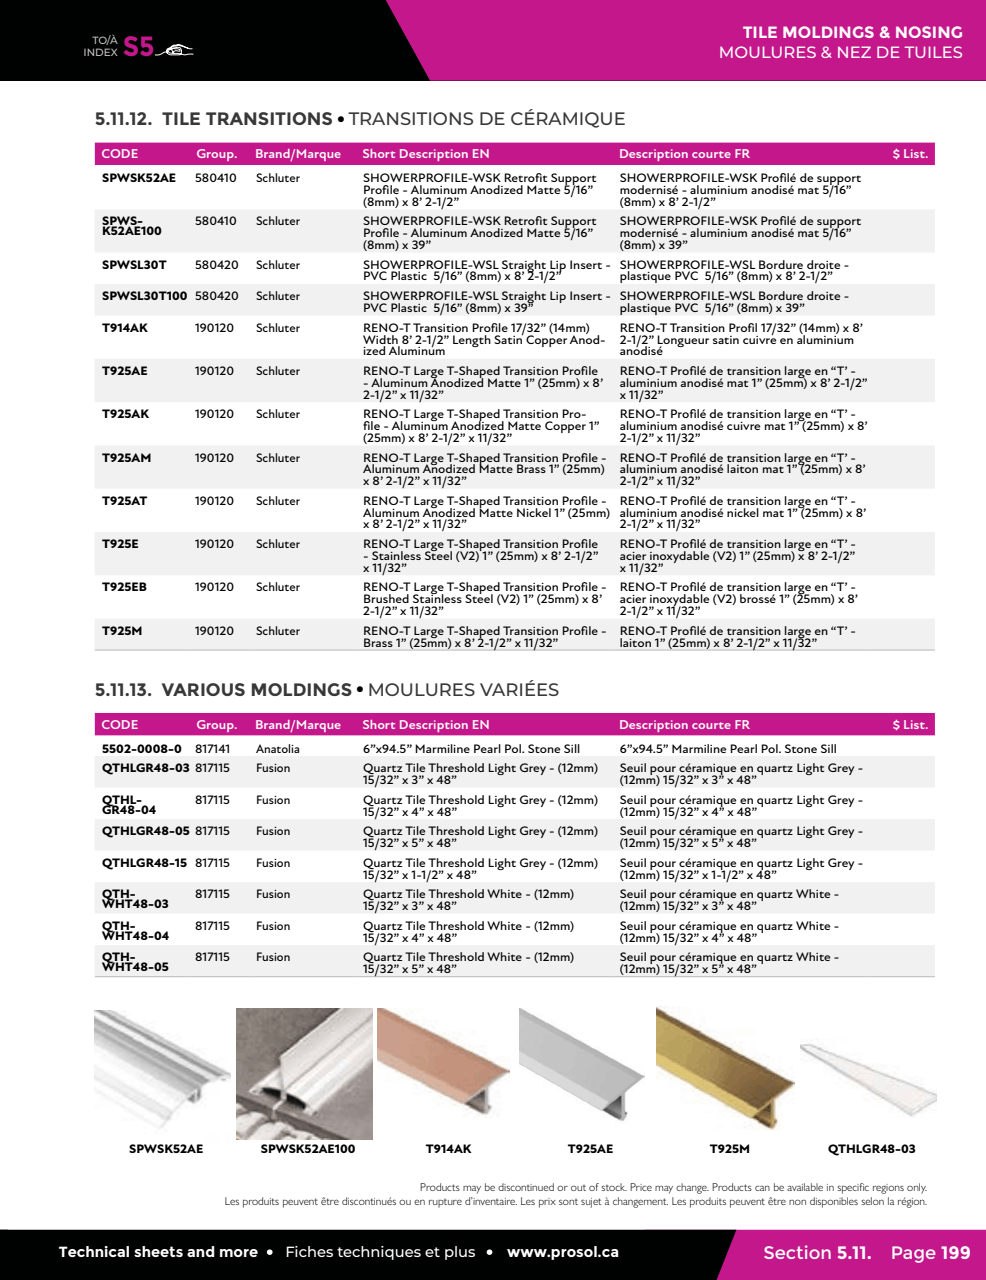 TO/À
INDEX S5
TILE MOLDINGS & NOSING
MOULURES & NEZ DE TUILES
5.11.12. TILE TRANSITIONS • TRANSITIONS DE CÉRAMIQUE
CODE Group. Brand/Marque Short Description EN Description courte FR $ List.
SPWSK52AE 580410 Schluter SHOWERPROFILE-WSK Retrofit Support SHOWERPROFILE-WSK Profilé de support
Profile - Aluminum Anodized Matte 5/16” modernisé - aluminium anodisé mat 5/16”
(8mm) x 8’ 2-1/2” (8mm) x 8’ 2-1/2”
SPWS- 580410 Schluter SHOWERPROFILE-WSK Retrofit Support SHOWERPROFILE-WSK Profilé de support
K52AE100 Profile - Aluminum Anodized Matte 5/16” modernisé - aluminium anodisé mat 5/16”
(8mm) x 39” (8mm) x 39”
SPWSL30T 580420 Schluter SHOWERPROFILE-WSL Straight Lip Insert - SHOWERPROFILE-WSL Bordure droite -
PVC Plastic 5/16” (8mm) x 8’ 2-1/2” plastique PVC 5/16” (8mm) x 8’ 2-1/2”
SPWSL30T100 580420 Schluter SHOWERPROFILE-WSL Straight Lip Insert - SHOWERPROFILE-WSL Bordure droite -
PVC Plastic 5/16” (8mm) x 39” plastique PVC 5/16” (8mm) x 39”
T914AK 190120 Schluter RENO-T Transition Profile 17/32” (14mm) RENO-T Transition Profil 17/32” (14mm) x 8’
Width 8’ 2-1/2” Length Satin Copper Anod- 2-1/2” Longueur satin cuivre en aluminium
ized Aluminum anodisé
T925AE 190120 Schluter RENO-T Large T-Shaped Transition Profile RENO-T Profilé de transition large en “T’ -
- Aluminum Anodized Matte 1” (25mm) x 8’ aluminium anodisé mat 1” (25mm) x 8’ 2-1/2”
2-1/2” x 11/32” x 11/32”
T925AK 190120 Schluter RENO-T Large T-Shaped Transition Pro- RENO-T Profilé de transition large en “T’ -
file - Aluminum Anodized Matte Copper 1” aluminium anodisé cuivre mat 1” (25mm) x 8’
(25mm) x 8’ 2-1/2” x 11/32” 2-1/2” x 11/32”
T925AM 190120 Schluter RENO-T Large T-Shaped Transition Profile - RENO-T Profilé de transition large en “T’ -
Aluminum Anodized Matte Brass 1” (25mm) aluminium anodisé laiton mat 1” (25mm) x 8’
x 8’ 2-1/2” x 11/32” 2-1/2” x 11/32”
T925AT 190120 Schluter RENO-T Large T-Shaped Transition Profile - RENO-T Profilé de transition large en “T’ -
Aluminum Anodized Matte Nickel 1” (25mm) aluminium anodisé nickel mat 1” (25mm) x 8’
x 8’ 2-1/2” x 11/32” 2-1/2” x 11/32”
T925E 190120 Schluter RENO-T Large T-Shaped Transition Profile RENO-T Profilé de transition large en “T’ -
- Stainless Steel (V2) 1” (25mm) x 8’ 2-1/2” acier inoxydable (V2) 1” (25mm) x 8’ 2-1/2”
x 11/32” x 11/32”
T925EB 190120 Schluter RENO-T Large T-Shaped Transition Profile - RENO-T Profilé de transition large en “T’ -
Brushed Stainless Steel (V2) 1” (25mm) x 8’ acier inoxydable (V2) brossé 1” (25mm) x 8’
2-1/2” x 11/32” 2-1/2” x 11/32”
T925M 190120 Schluter RENO-T Large T-Shaped Transition Profile - RENO-T Profilé de transition large en “T’ -
Brass 1” (25mm) x 8’ 2-1/2” x 11/32” laiton 1” (25mm) x 8’ 2-1/2” x 11/32”
5.11.13. VARIOUS MOLDINGS • MOULURES VARIÉES
CODE Group. Brand/Marque Short Description EN Description courte FR $ List.
5502-0008-0 817141 Anatolia 6”x94.5” Marmiline Pearl Pol. Stone Sill 6”x94.5” Marmiline Pearl Pol. Stone Sill
QTHLGR48-03 817115 Fusion Quartz Tile Threshold Light Grey - (12mm) Seuil pour céramique en quartz Light Grey -
15/32” x 3” x 48” (12mm) 15/32” x 3” x 48”
QTHL- 817115 Fusion Quartz Tile Threshold Light Grey - (12mm) Seuil pour céramique en quartz Light Grey -
GR48-04 15/32” x 4” x 48” (12mm) 15/32” x 4” x 48”
QTHLGR48-05 817115 Fusion Quartz Tile Threshold Light Grey - (12mm) Seuil pour céramique en quartz Light Grey -
15/32” x 5” x 48” (12mm) 15/32” x 5” x 48”
QTHLGR48-15 817115 Fusion Quartz Tile Threshold Light Grey - (12mm) Seuil pour céramique en quartz Light Grey -
15/32” x 1-1/2” x 48” (12mm) 15/32” x 1-1/2” x 48”
QTH- 817115 Fusion Quartz Tile Threshold White - (12mm) Seuil pour céramique en quartz White -
WHT48-03 15/32” x 3” x 48” (12mm) 15/32” x 3” x 48”
QTH- 817115 Fusion Quartz Tile Threshold White - (12mm) Seuil pour céramique en quartz White -
WHT48-04 15/32” x 4” x 48” (12mm) 15/32” x 4” x 48”
QTH- 817115 Fusion Quartz Tile Threshold White - (12mm) Seuil pour céramique en quartz White -
WHT48-05 15/32” x 5” x 48” (12mm) 15/32” x 5” x 48”
SPWSK52AE SPWSK52AE100 T914AK T925AE T925M QTHLGR48-03
Products may be discontinued or out of stock. Price may change. Products can be available in specific regions only.
Les produits peuvent être discontinués ou en rupture d’inventaire. Les prix sont sujet à changement. Les produits peuvent être non disponibles selon la région.
Technical sheets and more • Fiches techniques et plus • www.prosol.ca
Section 5.11. Page 199